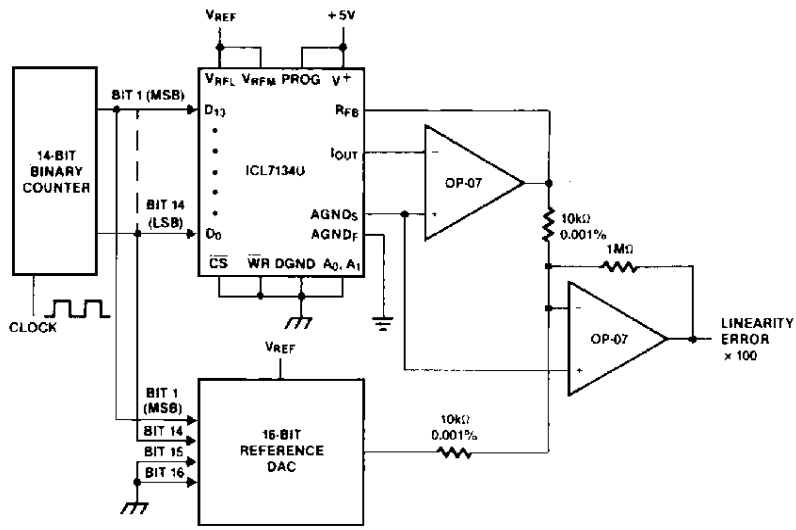 VREF
+5V
VRFL VRFM PROG V+
BIT 1 (MSB)
D13
RFB
14-BIT
BINARY
COUNTER
ICL7134U
IOUT
−
OP-07
BIT 14
(LSB)
D0
AGNDS
+
AGNDF
10kΩ
0.001%
1MΩ
CS WR DGND A0, A1
CLOCK
−
OP-07
+
LINEARITY
ERROR
× 100
VREF
BIT 1
(MSB)
BIT 14
BIT 15
BIT 16
16-BIT
REFERENCE
DAC
10kΩ
0.001%